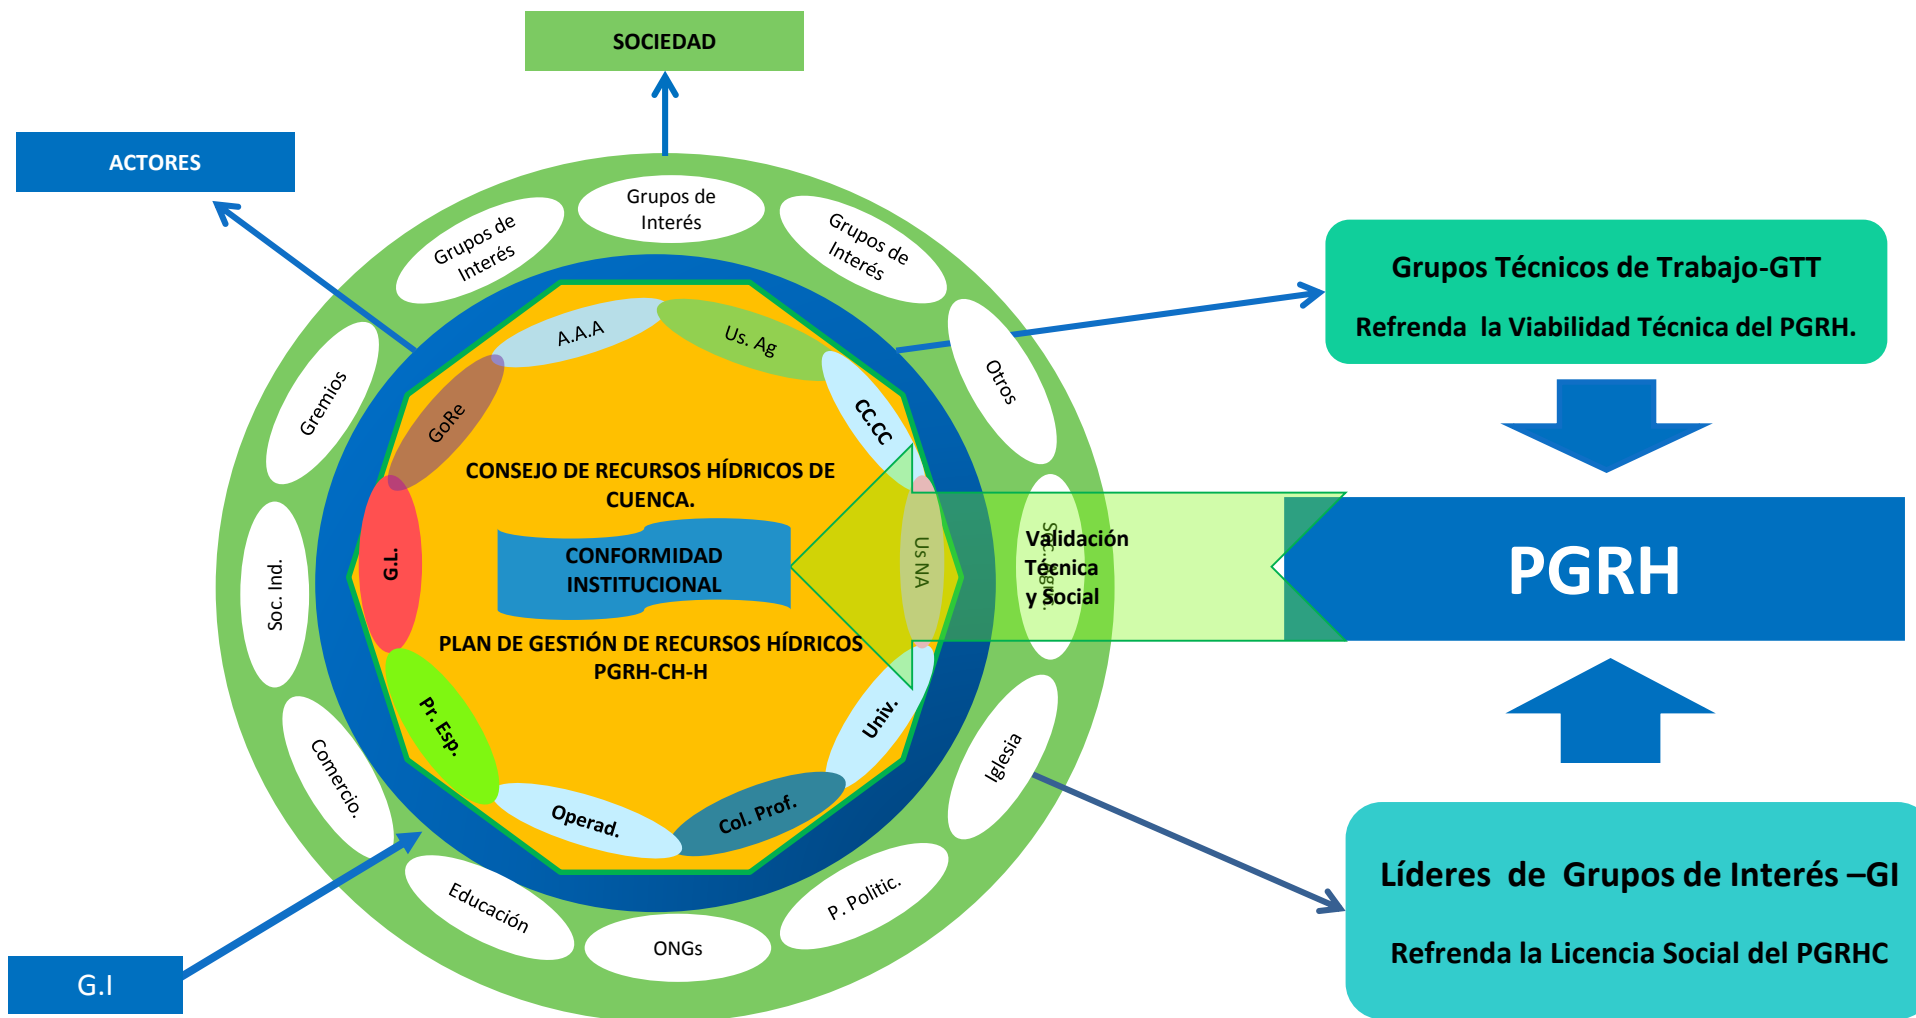 SOCIEDAD
ACTORES
Grupos de
Interés
Grupos de
Interés
Grupos de
Interés
Otros
Gremios
Soc. Ind.
Comercio.
Educación
ONGs
P. Politic.
Iglesia
A.A.A
Us. Ag
CC.CC
GoRe
G.L.
Us NA
Pr. Esp.
Operad.
Col. Prof.
Univ.
CONSEJO DE RECURSOS HÍDRICOS DE
CUENCA.
CONFORMIDAD
INSTITUCIONAL
PLAN DE GESTIÓN DE RECURSOS HÍDRICOS
PGRH-CH-H
Validación
Técnica
y Social
G.I
Grupos Técnicos de Trabajo-GTT
Refrenda la Viabilidad Técnica del PGRH.
PGRH
Líderes de Grupos de Interés –GI
Refrenda la Licencia Social del PGRHC